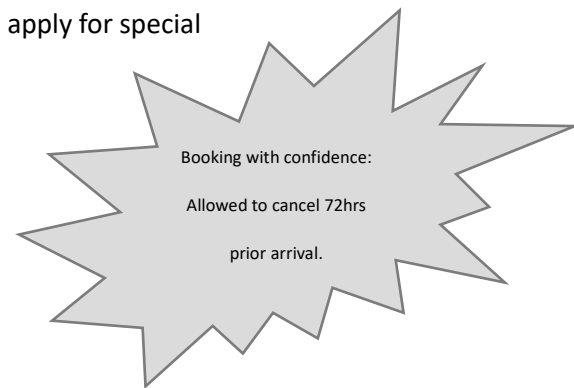 apply for special
Booking with confidence:
Allowed to cancel 72hrs
prior arrival.